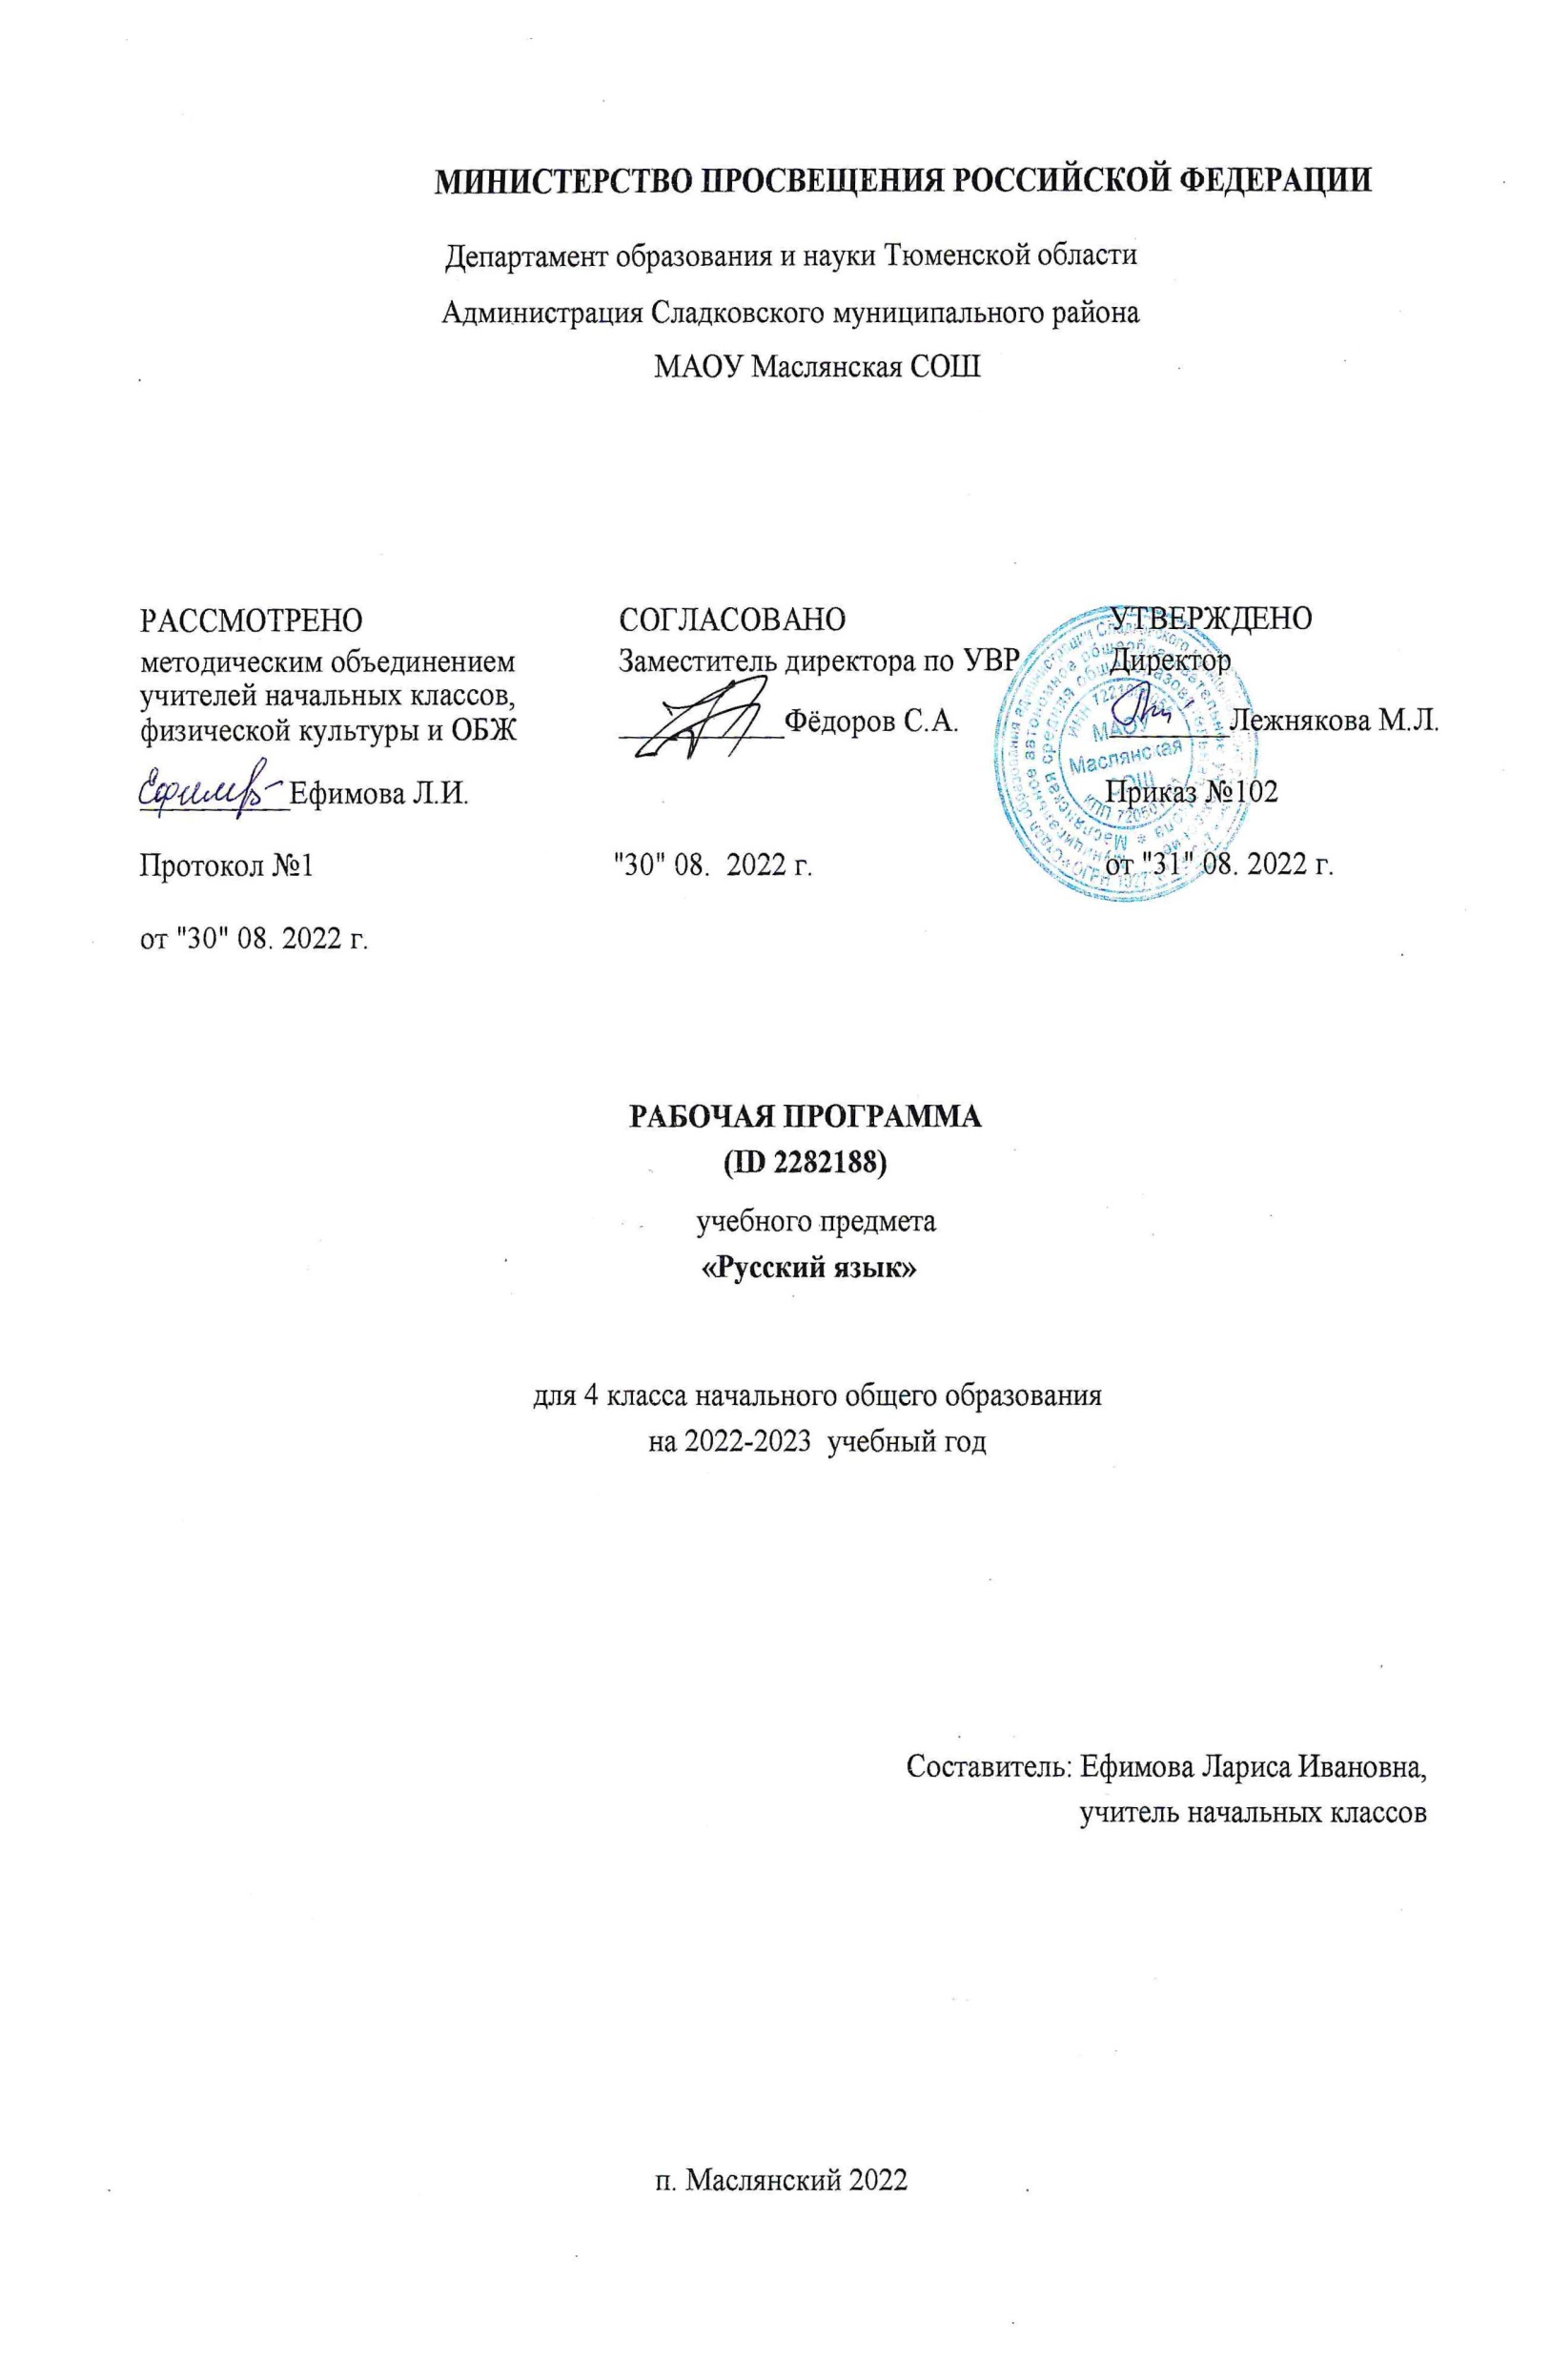 МИНИСТЕРСТВО ПРОСВЕЩЕНИЯ РОССИЙСКОЙ ФЕДЕРАЦИИ
Департамент образования и науки Тюменской области
Администрация Сладковского муниципального района
МАОУ Маслянская СОШ
РАССМОТРЕНО
методическим объединением
учителей начальных классов,
физической культуры и ОБЖ
Ефимова Л.И.
Протокол №1
от "30" 08. 2022 г.
СОГЛАСОВАНО
Заместитель директора по УВР
Фёдоров С.А.
"30" 08. 2022 г.
УТВЕРЖДЕНО
Директор
Лежнякова М.Л.
Приказ №102
от "31" 08. 2022 г.
МАОУ
Маслянская
СОШ
РАБОЧАЯ ПРОГРАММА
(ID 2282188)
учебного предмета
«Русский язык»
для 4 класса начального общего образования
на 2022-2023 учебный год
Составитель: Ефимова Лариса Ивановна,
учитель начальных классов
п. Маслянский 2022